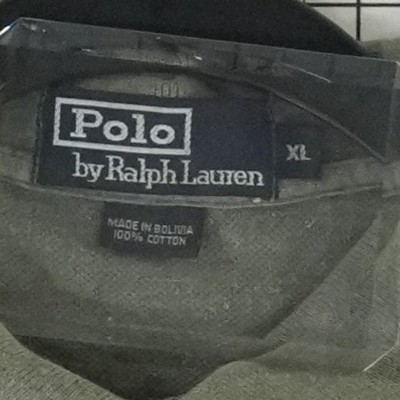 Polo
by Ralph Lauren
XL
MADE IN BOLIVIA
100% COTTON